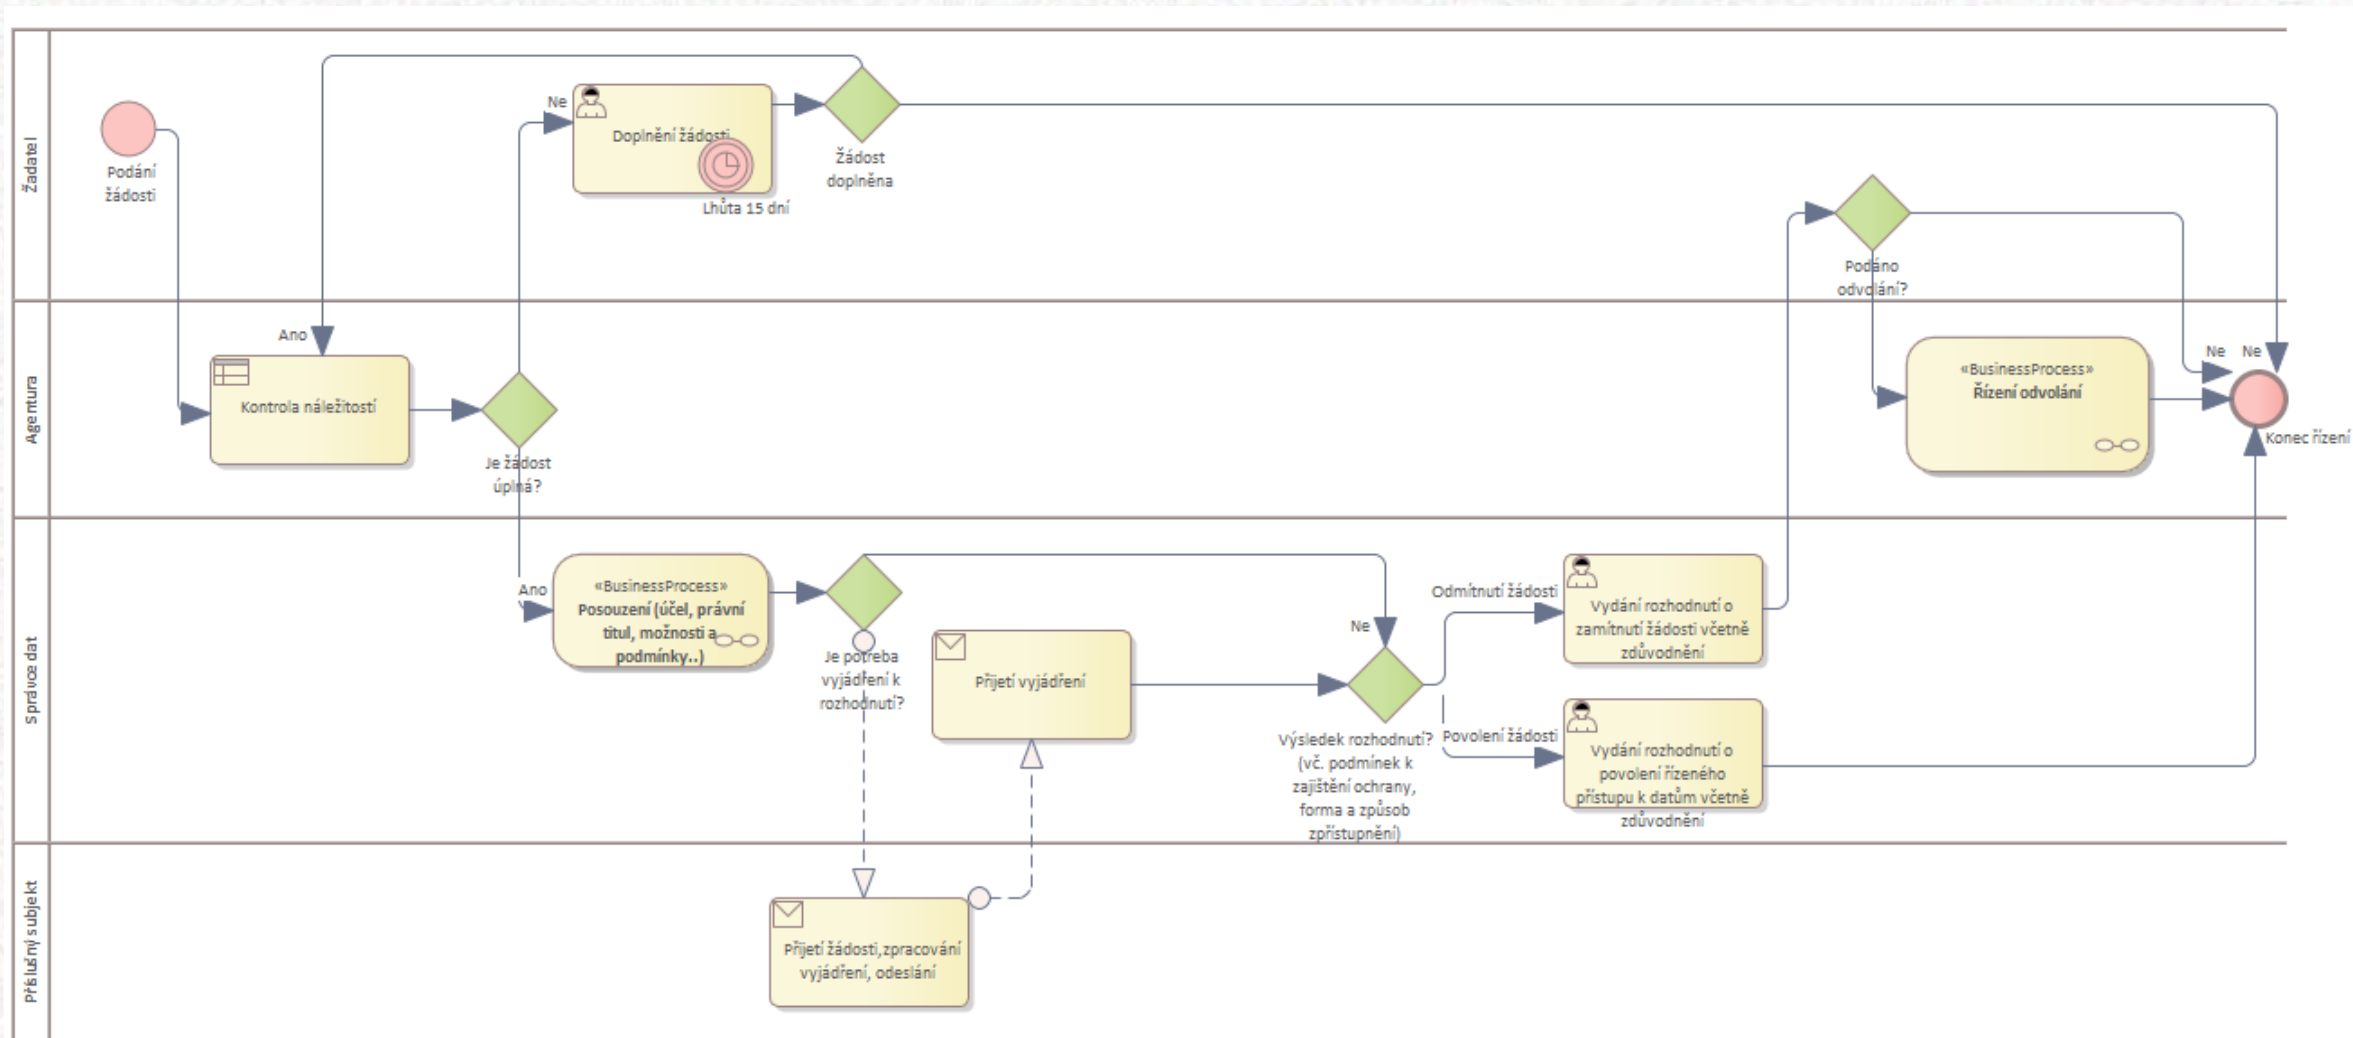 Žadatel
Podání
žádosti
Ne
Doplnění žádosti
Lhůta 15 dní
Žádost
doplněna
Podáno
odvolání?
Agentura
Ano
Kontrola náležitostí
Je žádost
úplná?
«BusinessProcess»
Řízení odvolání
Ne
Ne
Konec řízení
Správce dat
Ano
«BusinessProcess»
Posouzení (účel, právní
titul, možnosti a
podmínky..)
Je potřeba
vyjádření k
rozhodnutí?
Přijetí vyjádření
Ne
Výsledek rozhodnutí?
(vč. podmínek k
zajištění ochrany,
forma a způsob
zpřístupnění)
Odmítnutí žádosti
Vydání rozhodnutí o
zamítnutí žádosti včetně
zdůvodnění
Povolení žádosti
Vydání rozhodnutí o
povolení řízeného
přístupu k datům včetně
zdůvodnění
Příslušný subjekt
Přijetí žádosti,zpracování
vyjádření, odeslání